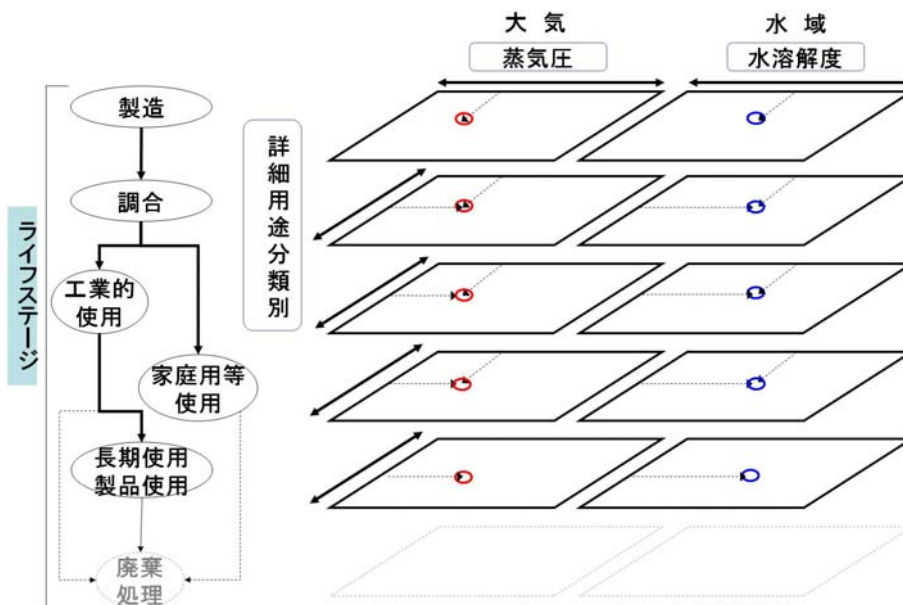 大気
水域
蒸気圧
水溶解度
ライフステージ
製造
調合
工業的
使用
家庭用等
使用
長期使用
製品使用
廃棄
処理
詳細用途分類別